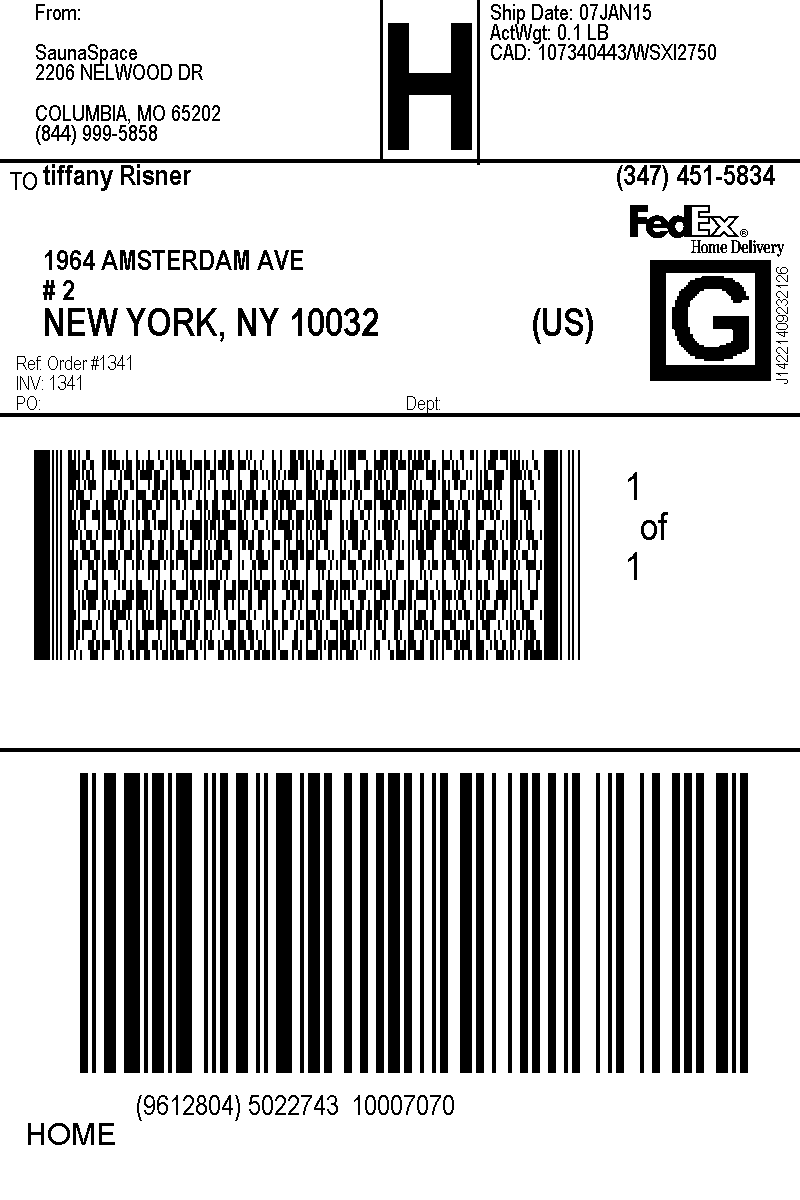 From:
SaunaSpace
2206 NELWOOD DR
COLUMBIA, MO 65202
(844) 999-5858
H
Ship Date: 07JAN15
ActWgt: 0.1 LB
CAD: 107340443/WSXI2750
TO tiffany Risner
(347) 451-5834
1964 AMSTERDAM AVE
# 2
NEW YORK, NY 10032
(US)
FedEx®
Home Delivery
G
J14221409232126
Ref: Order #1341
INV: 1341
PO:
Dept:
1
of
1
(9612804) 5022743 10007070
HOME